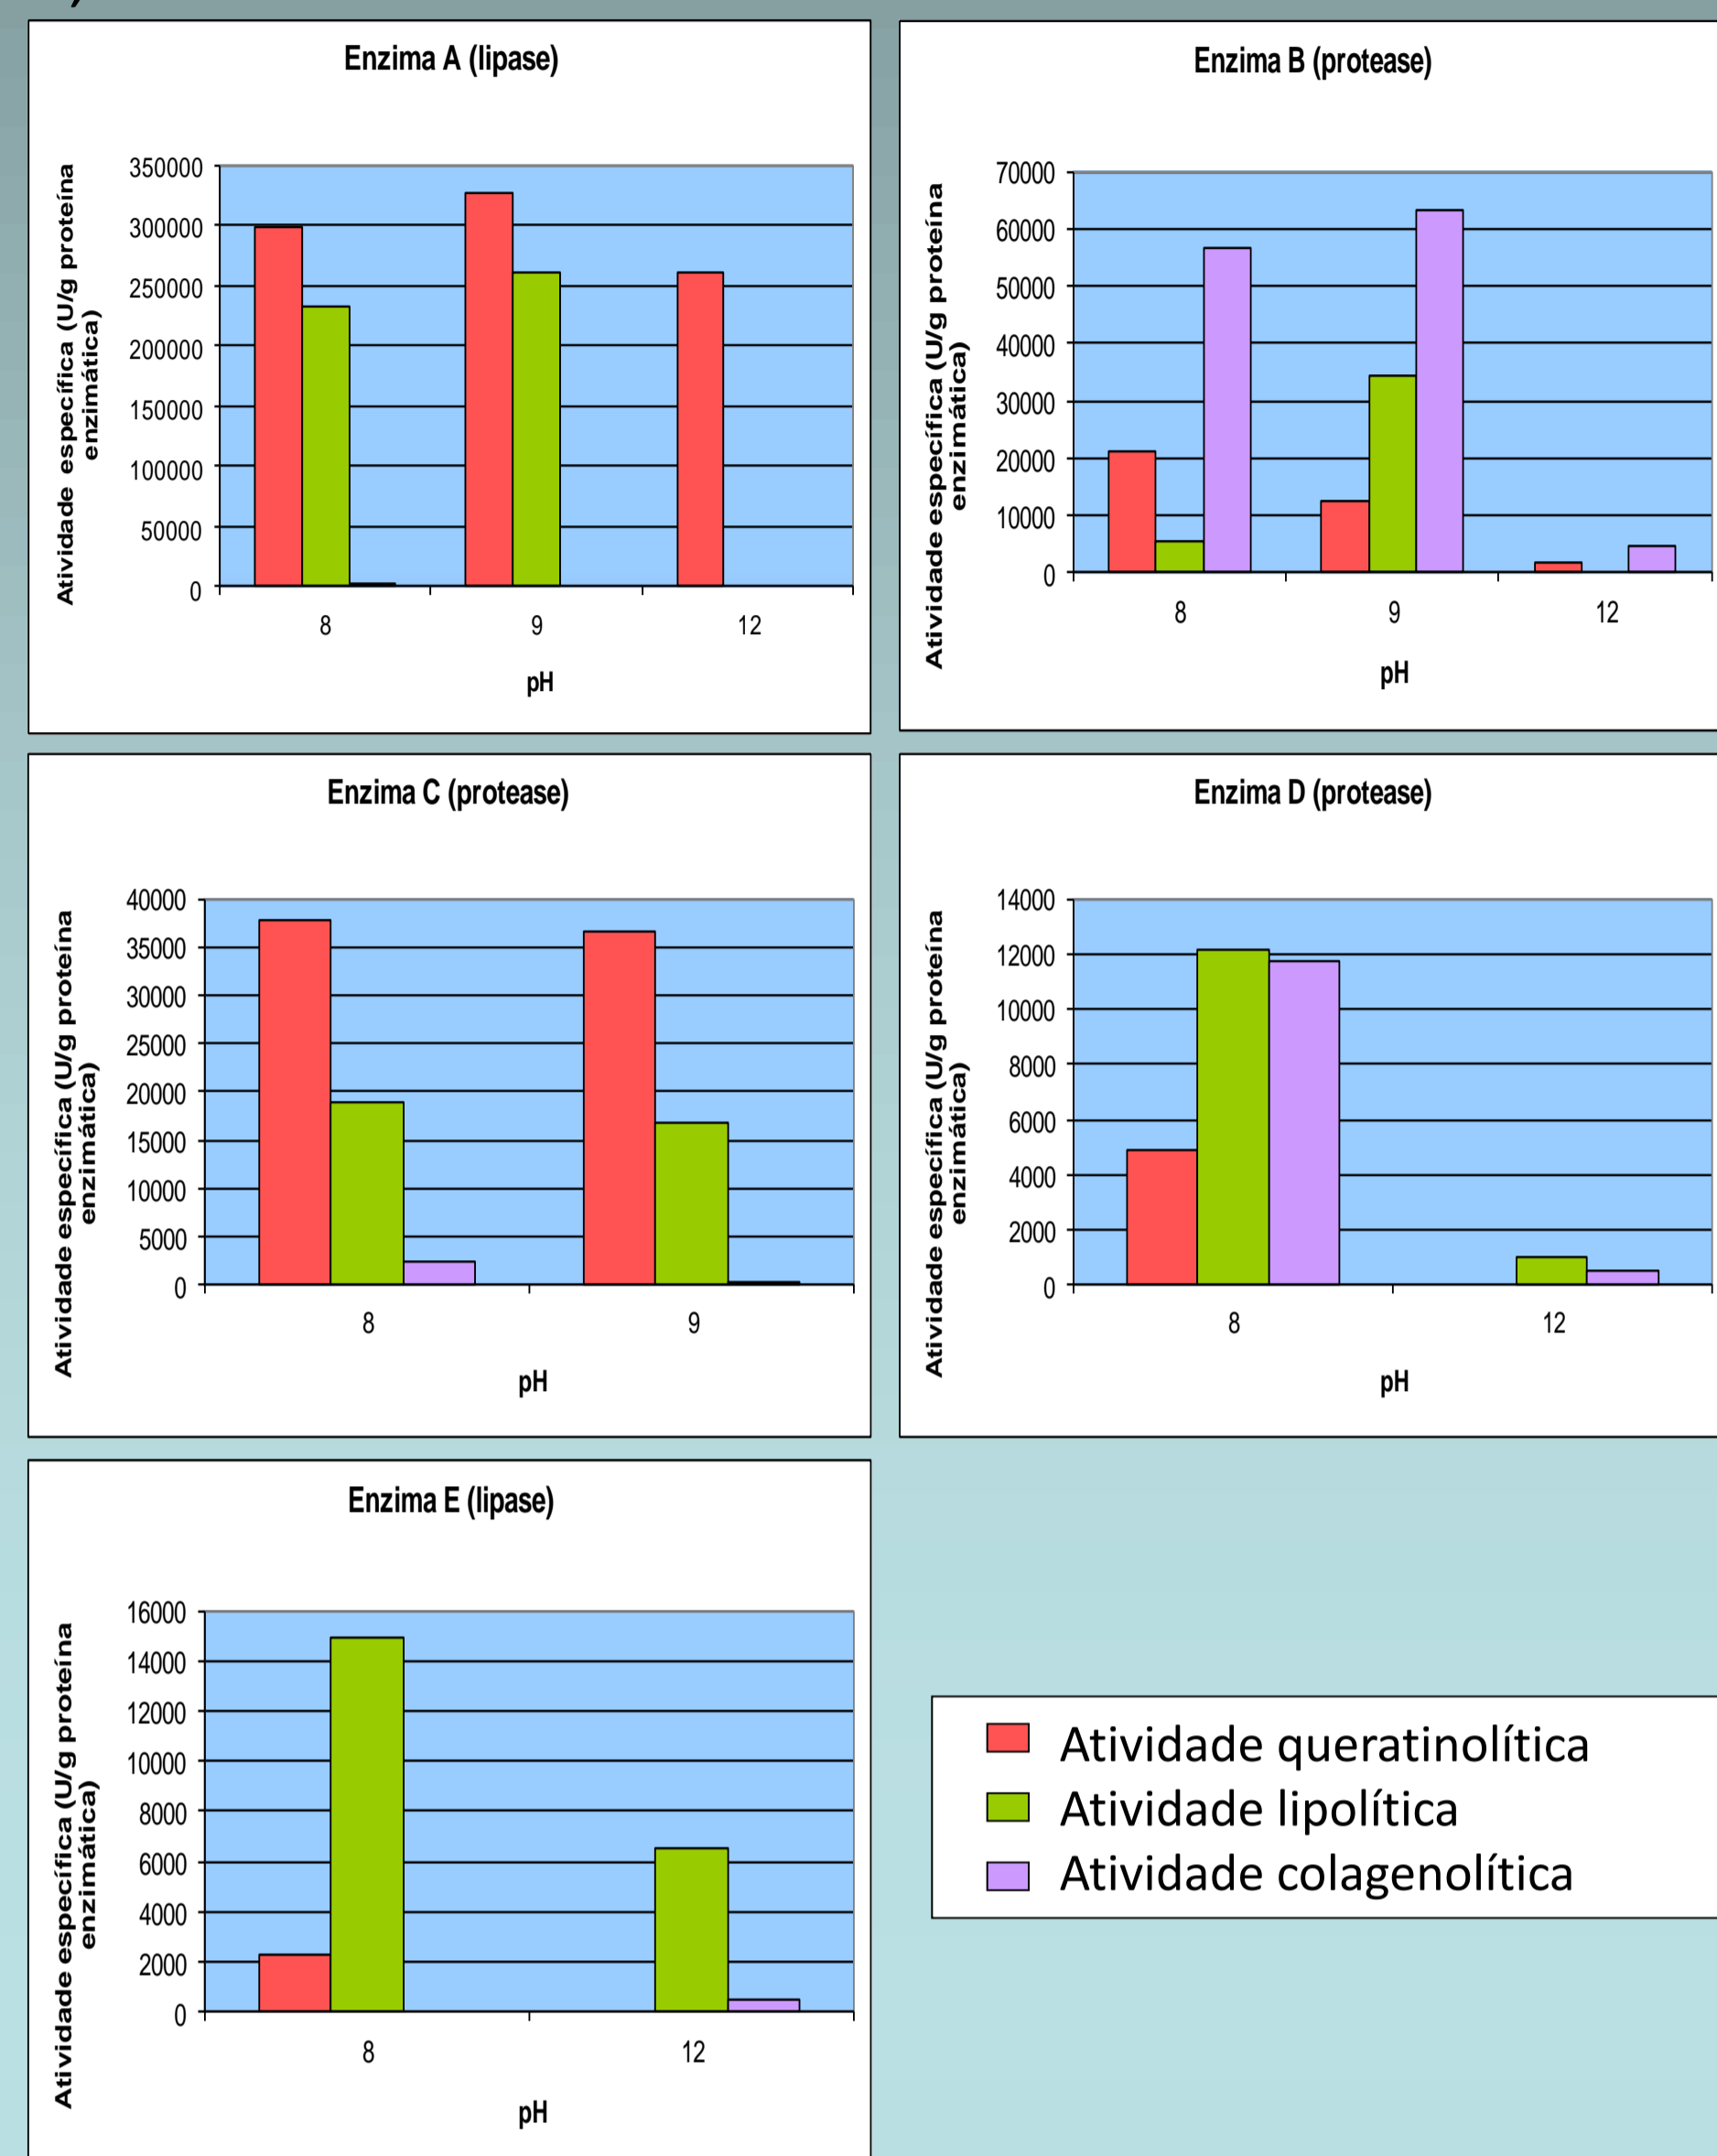 Enzima A (lipase)
Atividade específica (U/g proteína
enzimática)
350000
300000
250000
200000
150000
100000
50000
0
8
9
12
pH
Enzima B (protease)
Atividade específica (U/g proteína
enzimática)
70000
60000
50000
40000
30000
20000
10000
0
8
9
12
pH
Enzima C (protease)
Atividade específica (U/g proteína
enzimática)
40000
35000
30000
25000
20000
15000
10000
5000
0
8
9
pH
Enzima D (protease)
Atividade específica (U/g proteína
enzimática)
14000
12000
10000
8000
6000
4000
2000
0
8
12
pH
Enzima E (lipase)
Atividade específica (U/g proteína
enzimática)
16000
14000
12000
10000
8000
6000
4000
2000
0
8
12
pH
Atividade queratinolítica
Atividade lipolítica
Atividade colagenolítica